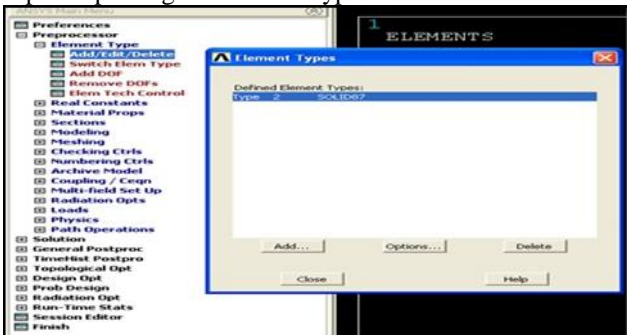 ANSYS Main Menu
Preferences
Preprocessor
Element Type
Add/Edit/Delete
Switch Elem Type
Add DOF
Remove DOFs
Elem Tech Control
Real Constants
Material Props
Sections
Modeling
Meshing
Checking Ctrls
Numbering Ctrls
Archive Model
Coupling / Ceqn
Multi-field Set Up
Radiation Opts
Loads
Physics
Path Operations
Solution
General Postproc
TimeHist Postpro
Topological Opt
Design Opt
Prob Design
Radiation Opt
Run-Time Stats
Session Editor
Finish
1
ELEMENTS
Element Types
Defined Element Types:
Type 2 SOLID87
Add...
Options...
Delete
Close
Help